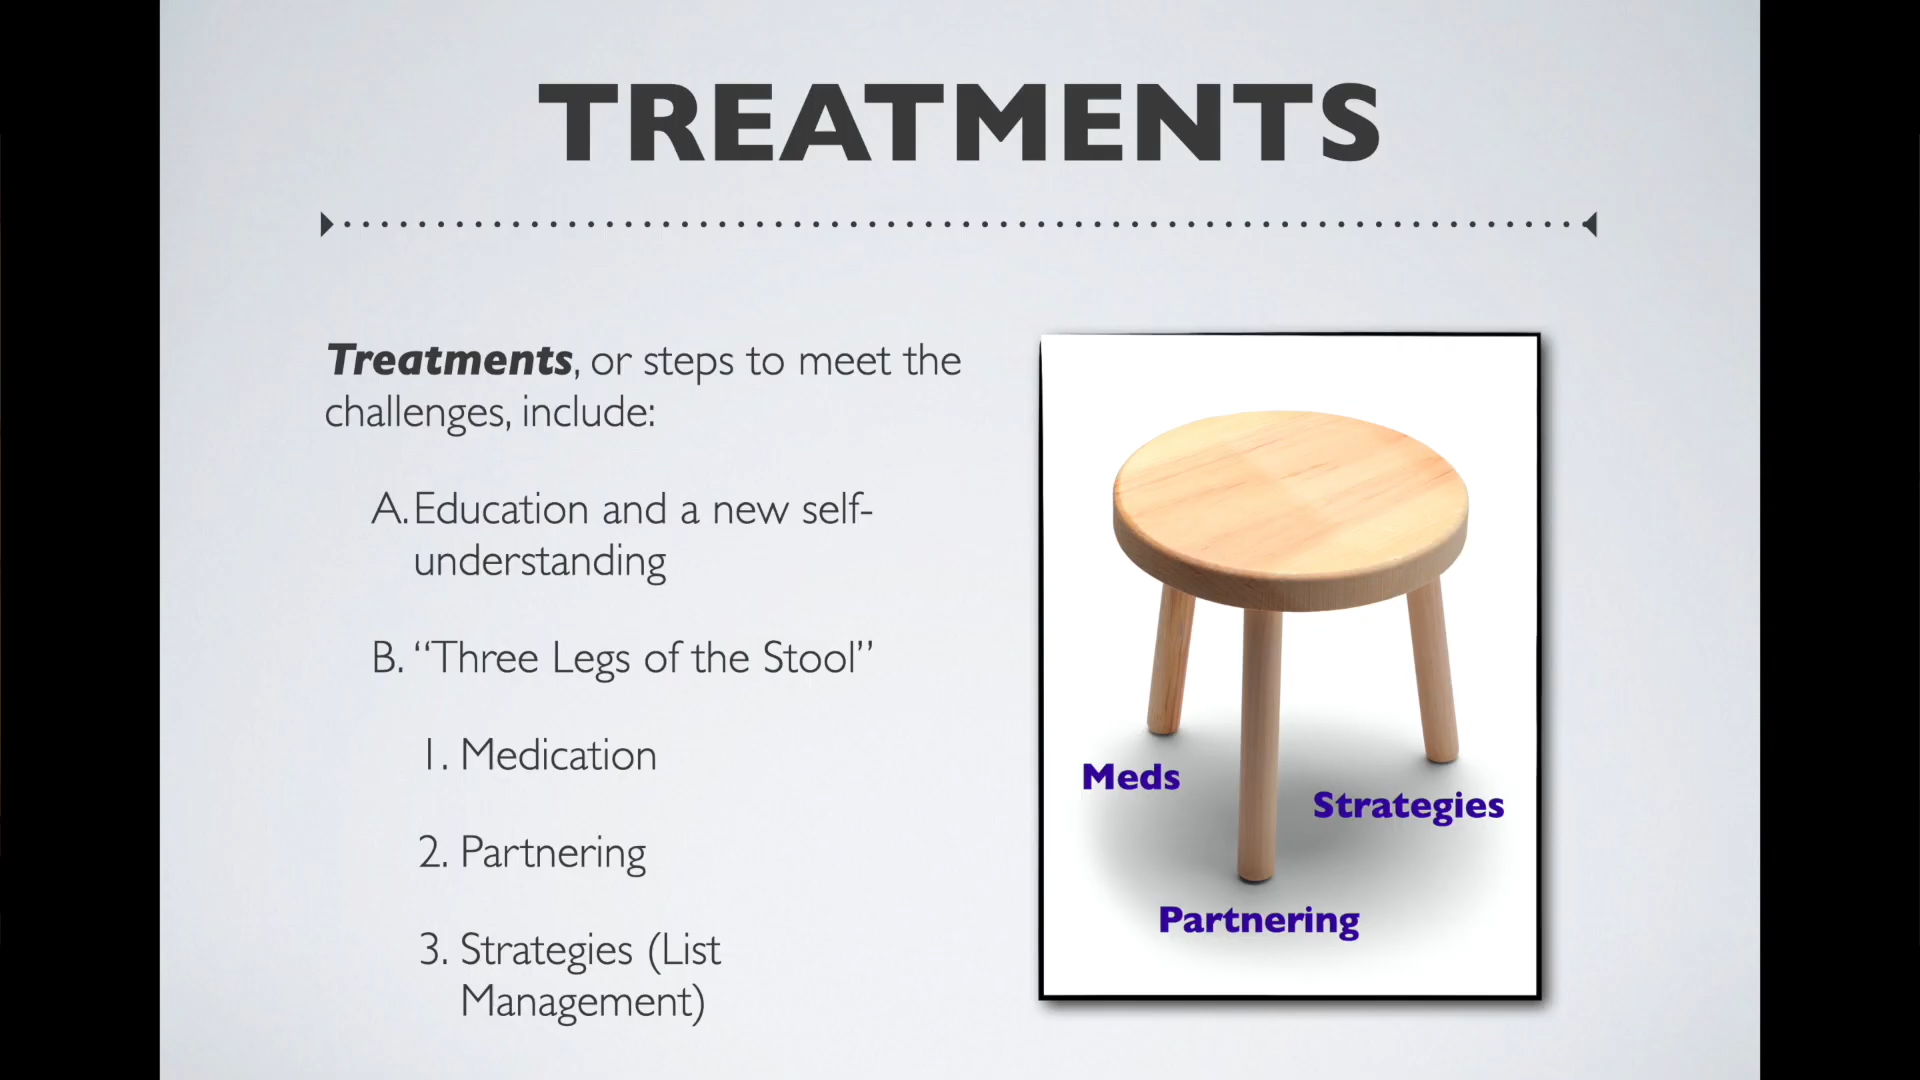 TREATMENTS
Treatments, or steps to meet the
challenges, include:
A. Education and a new self-
understanding
B. “Three Legs of the Stool”
1. Medication
2. Partnering
3. Strategies (List
Management)
Meds
Strategies
Partnering